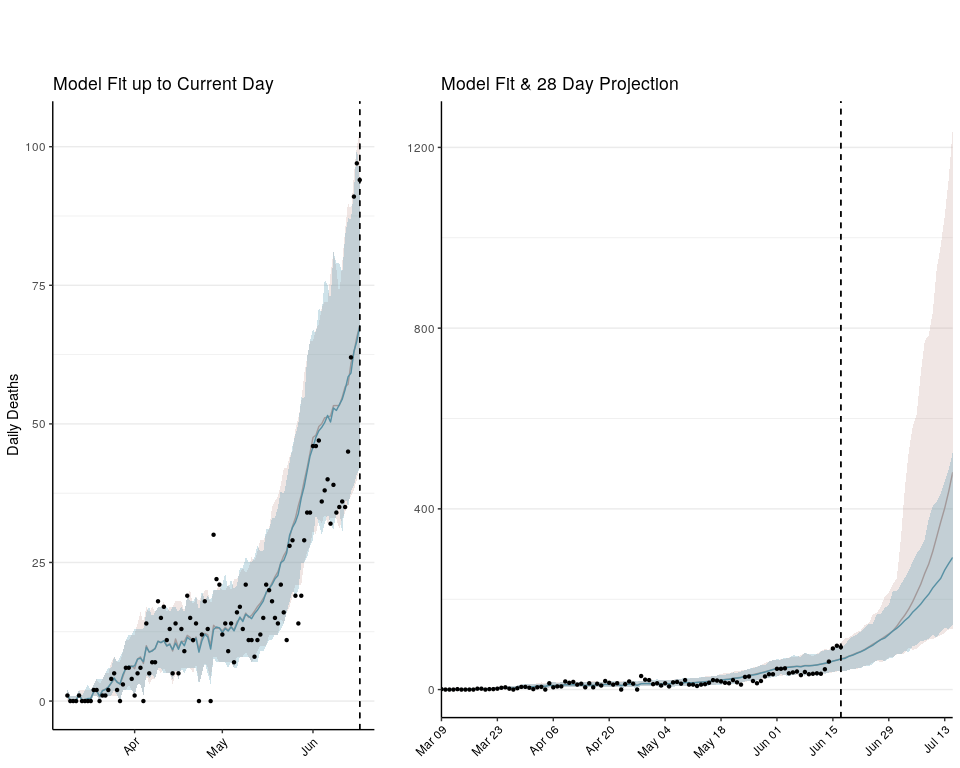 Model Fit up to Current Day
Daily Deaths
100
75
50
25
0
Apr
May
Jun
Model Fit & 28 Day Projection
1200
800
400
0
Mar 09
Mar 23
Apr 06
Apr 20
May 04
May 18
Jun 01
Jun 15
Jun 29
Jul 13